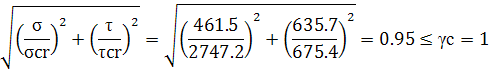 √((σ/σcr)² + (τ/τcr)²) = √((461.5/2747.2)² + (635.7/675.4)²) = 0.95 ≤ γc = 1